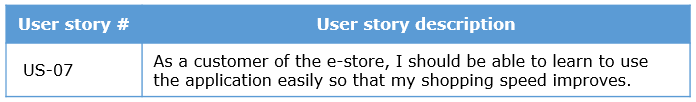 User story # User story description
US-07 As a customer of the e-store, I should be able to learn to use
the application easily so that my shopping speed improves.